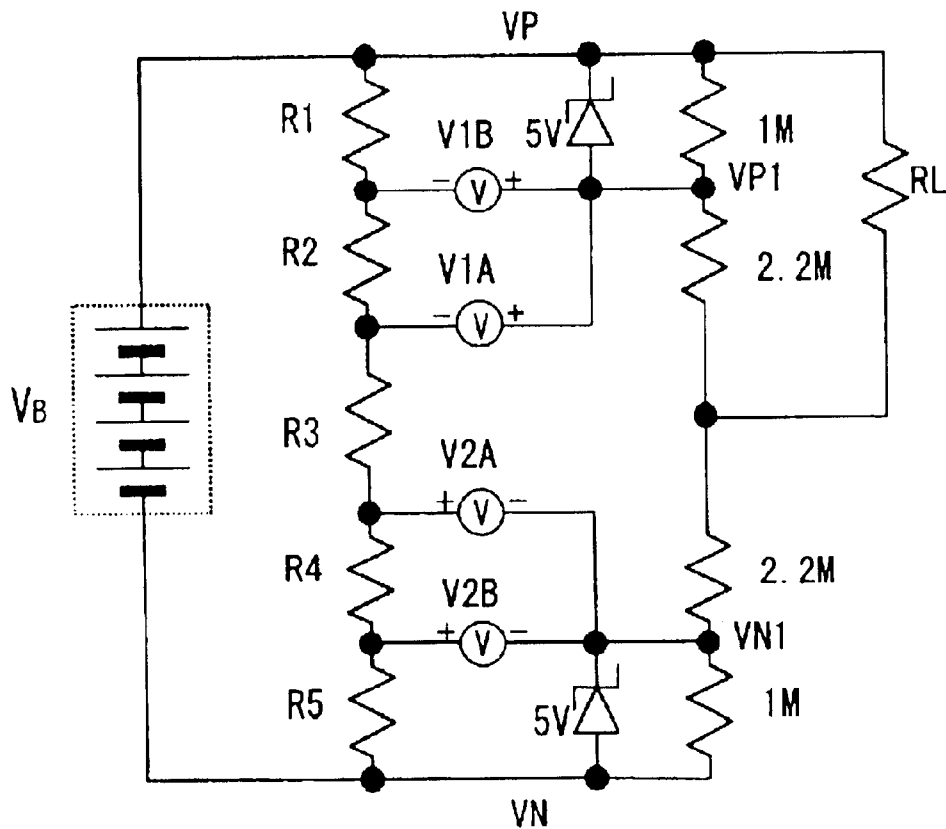 VP
R1
V1B
5V
1M
VP1
RL
- V +
R2
V1A
2.2M
- V +
VB
R3
V2A
+ V -
R4
V2B
2.2M
+ V -
VN1
R5
5V
1M
VN